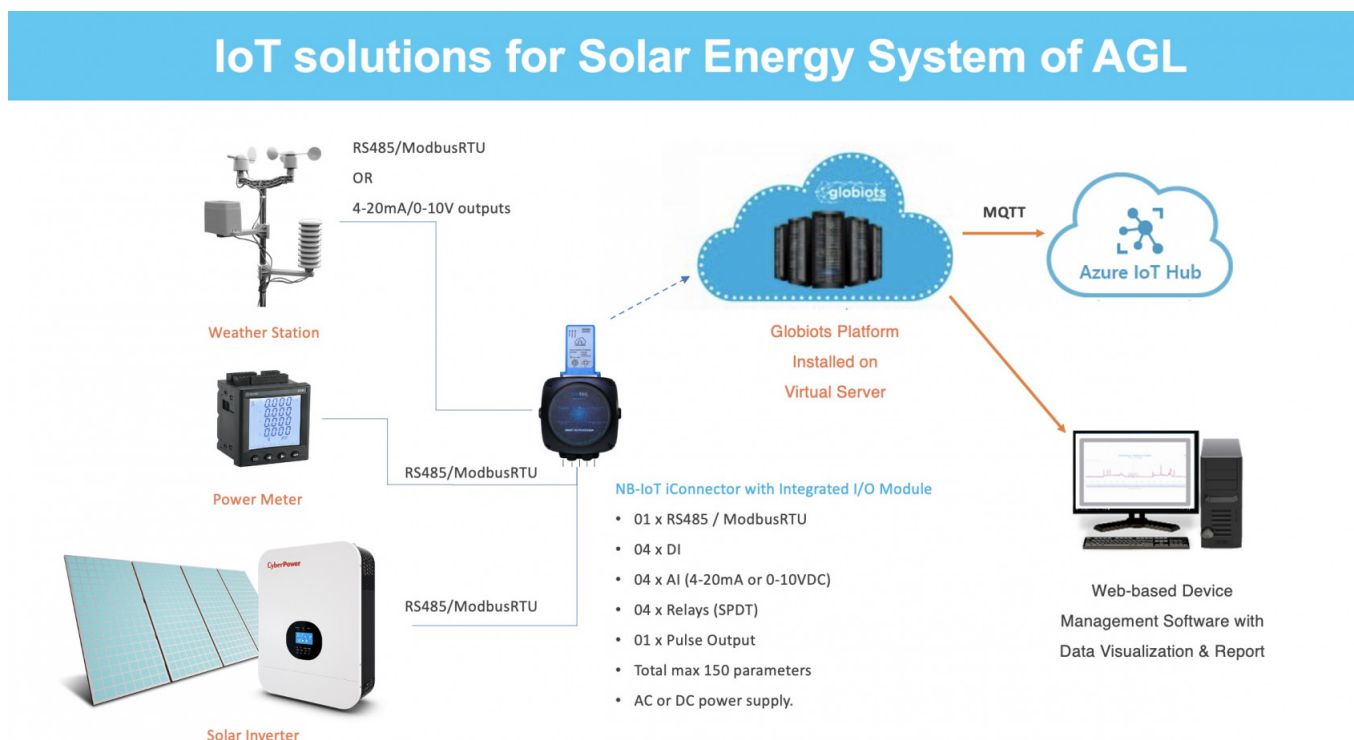 IoT solutions for Solar Energy System of AGL
RS485/ModbusRTU
OR
4-20mA/0-10V outputs
Weather Station
Power Meter
RS485/ModbusRTU
CyberPower
RS485/ModbusRTU
Solar Inverter
NB-IoT iConnector with Integrated I/O Module
• 01 x RS485 / ModbusRTU
• 04 x DI
• 04 x AI (4-20mA or 0-10VDC)
• 04 x Relays (SPDT)
• 01 x Pulse Output
• Total max 150 parameters
• AC or DC power supply.
globiots
Globiots Platform
Installed on
Virtual Server
MQTT
Azure IoT Hub
Web-based Device
Management Software with
Data Visualization & Report